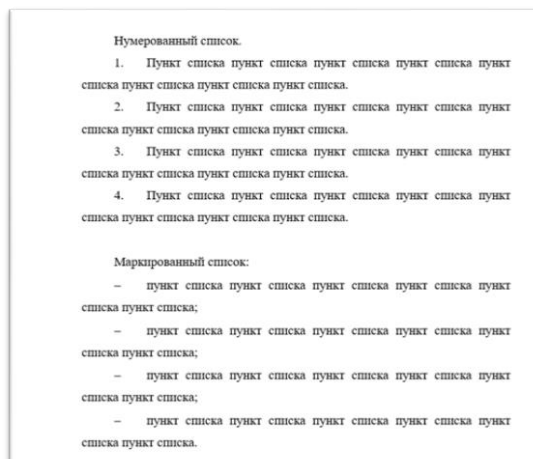 Нумерованный список.
1. Пункт списка пункт списка пункт списка пункт списка пункт
списка пункт списка пункт списка пункт списка.
2. Пункт списка пункт списка пункт списка пункт списка пункт
списка пункт списка пункт списка пункт списка.
3. Пункт списка пункт списка пункт списка пункт списка пункт
списка пункт списка пункт списка пункт списка.
4. Пункт списка пункт списка пункт списка пункт списка пункт
списка пункт списка пункт списка пункт списка.
Маркированный список:
– пункт списка пункт списка пункт списка пункт списка пункт
списка пункт списка;
– пункт списка пункт списка пункт списка пункт списка пункт
списка пункт списка;
– пункт списка пункт списка пункт списка пункт списка пункт
списка пункт списка;
– пункт списка пункт списка пункт списка пункт списка пункт
списка пункт списка.